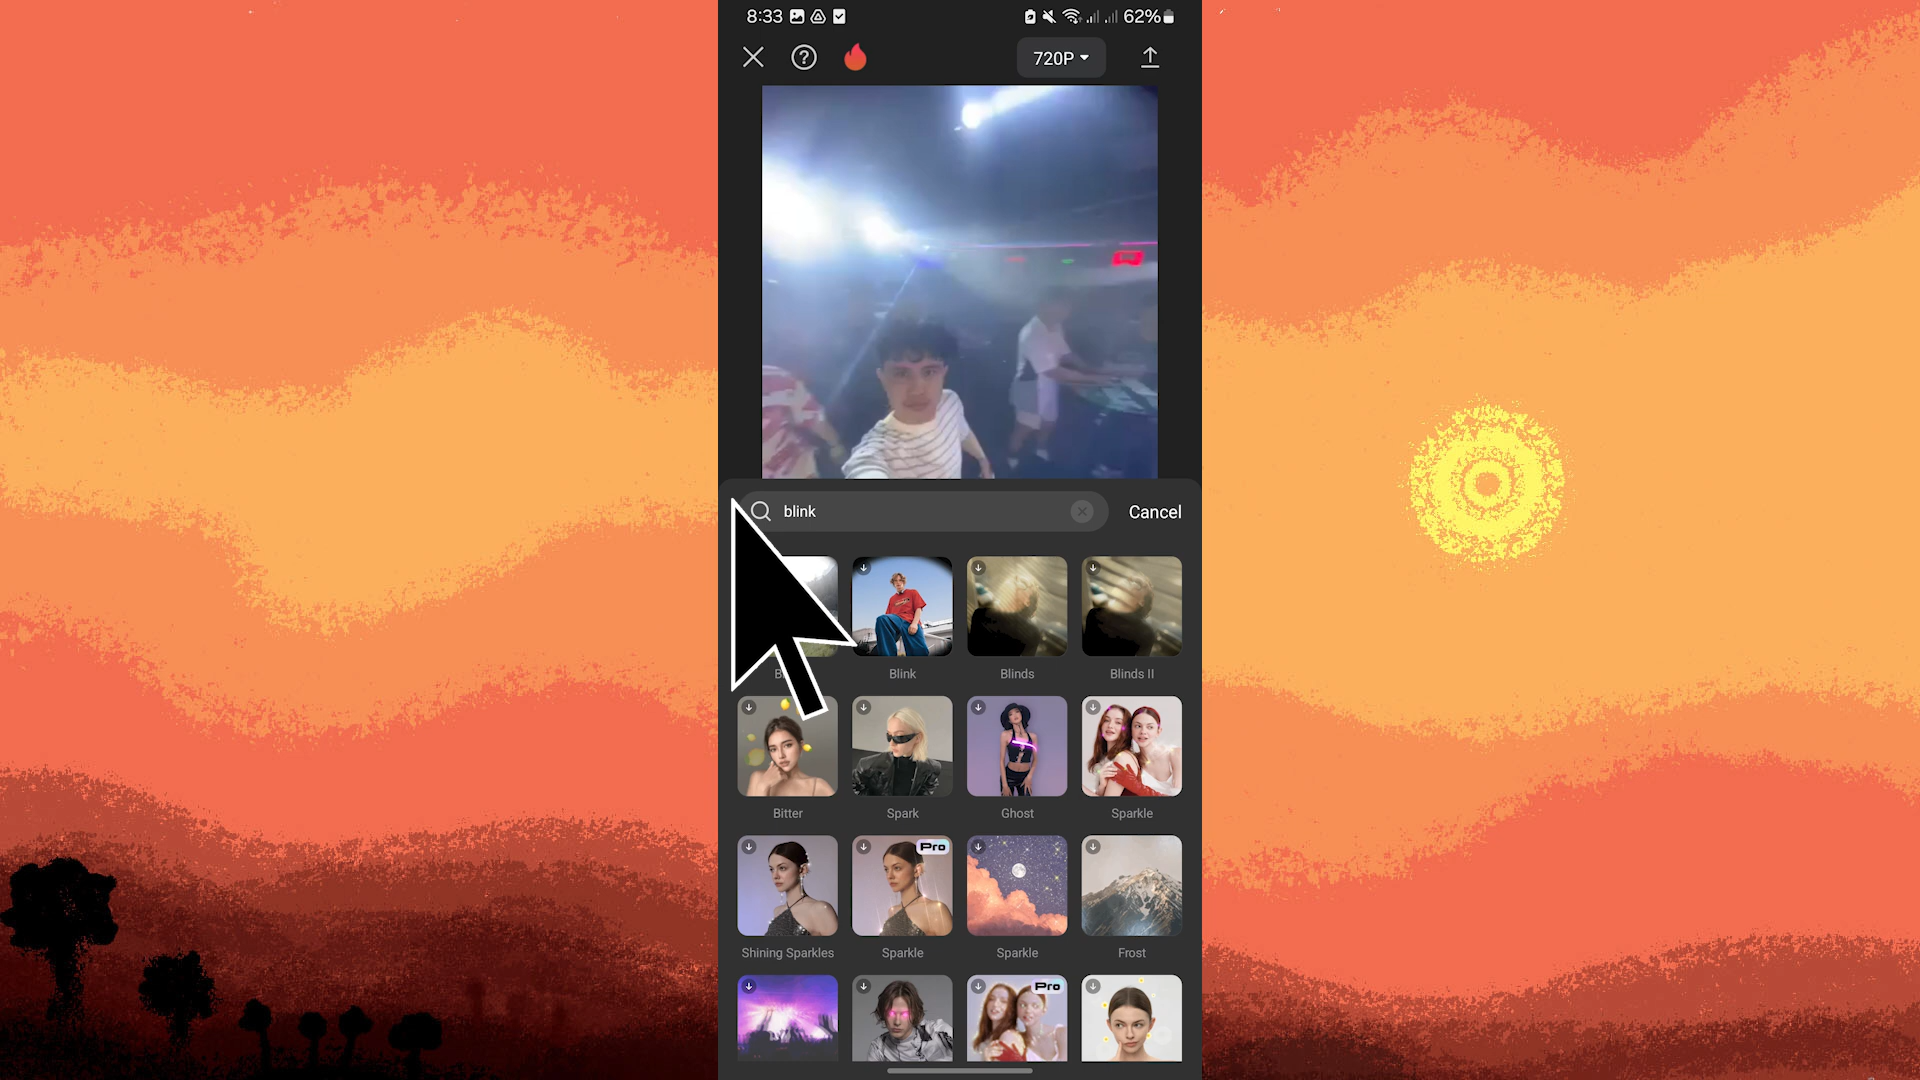 8:33
62%
720P
blink
Cancel
Blink
Blinds
Blinds II
Bitter
Spark
Ghost
Sparkle
Pro
Shining Sparkles
Sparkle
Sparkle
Frost
Pro